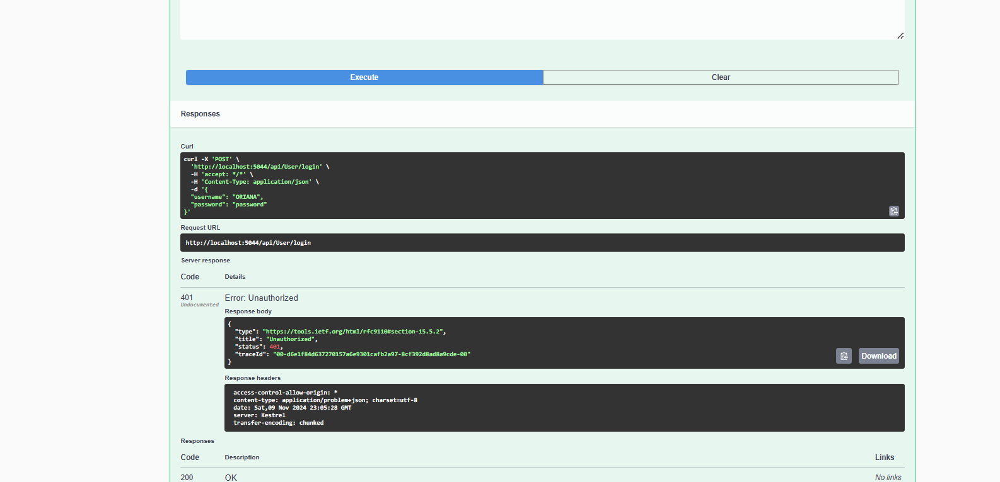 Execute
Clear
Responses
Curl
curl -X 'POST' \
  'http://localhost:5044/api/User/login' \
  -H 'accept: */*' \
  -H 'Content-Type: application/json' \
  -d '{
  "username": "ORIANA",
  "password": "password"
}'
Request URL
http://localhost:5044/api/User/login
Server response
Code Details
401 Error: Unauthorized
Undocumented
Response body
{
  "type": "https://tools.ietf.org/html/rfc9110#section-15.5.2",
  "title": "Unauthorized",
  "status": 401,
  "traceId": "00-d6e1f84d637270157a6e9301cafb2a97-8cf392d8ad8a9cde-00"
}
Download
Response headers
access-control-allow-origin: *
content-type: application/problem+json; charset=utf-8
date: Sat,09 Nov 2024 23:05:28 GMT
server: Kestrel
transfer-encoding: chunked
Responses
Code Description Links
200 OK No links